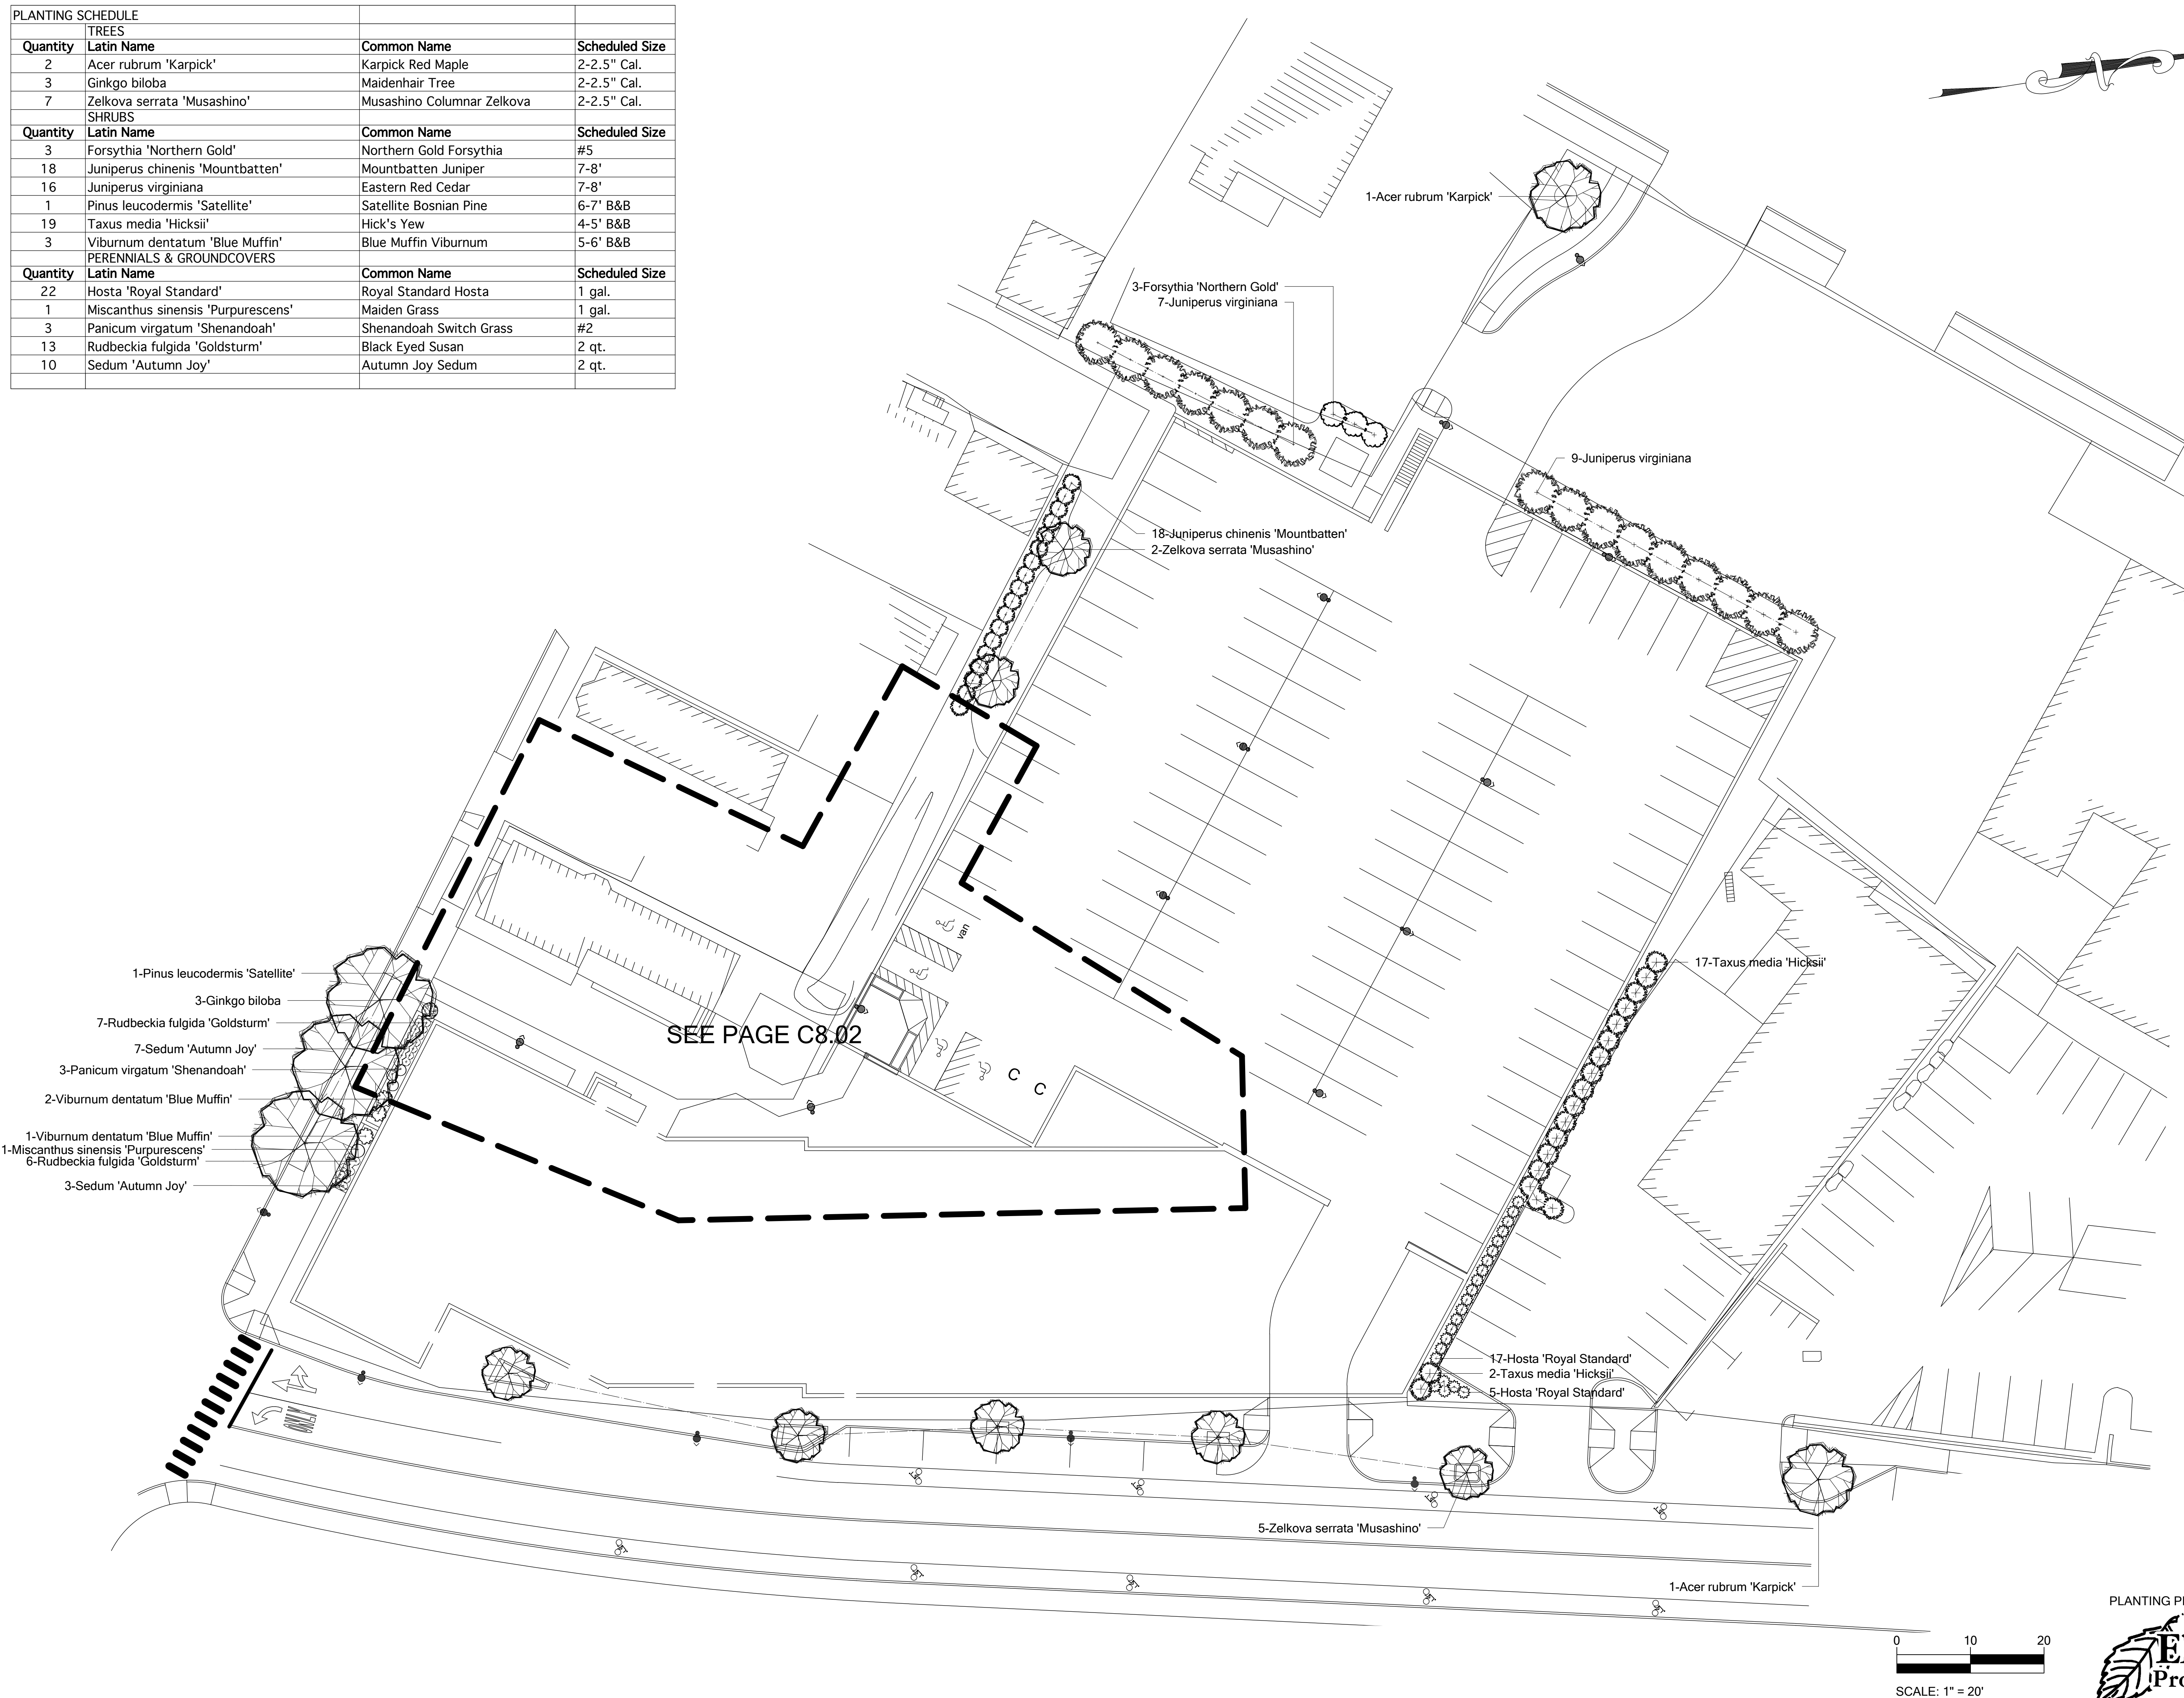 PLANTING SCHEDULE
TREES
Quantity Latin Name Common Name Scheduled Size
2 Acer rubrum 'Karpick' Karpick Red Maple 2-2.5" Cal.
3 Ginkgo biloba Maidenhair Tree 2-2.5" Cal.
7 Zelkova serrata 'Musashino' Musashino Columnar Zelkova 2-2.5" Cal.
SHRUBS
Quantity Latin Name Common Name Scheduled Size
3 Forsythia 'Northern Gold' Northern Gold Forsythia #5
18 Juniperus chinenis 'Mountbatten' Mountbatten Juniper 7-8'
16 Juniperus virginiana Eastern Red Cedar 7-8'
1 Pinus leucodermis 'Satellite' Satellite Bosnian Pine 6-7' B&B
19 Taxus media 'Hicksii' Hick's Yew 4-5' B&B
3 Viburnum dentatum 'Blue Muffin' Blue Muffin Viburnum 5-6' B&B
PERENNIALS & GROUNDCOVERS
Quantity Latin Name Common Name Scheduled Size
22 Hosta 'Royal Standard' Royal Standard Hosta 1 gal.
1 Miscanthus sinensis 'Purpurescens' Maiden Grass 1 gal.
3 Panicum virgatum 'Shenandoah' Shenandoah Switch Grass #2
13 Rudbeckia fulgida 'Goldsturm' Black Eyed Susan 2 qt.
10 Sedum 'Autumn Joy' Autumn Joy Sedum 2 qt.
N
1-Acer rubrum 'Karpick'
3-Forsythia 'Northern Gold'
7-Juniperus virginiana
9-Juniperus virginiana
18-Juniperus chinenis 'Mountbatten'
2-Zelkova serrata 'Musashino'
van
17-Taxus media 'Hicksii'
1-Pinus leucodermis 'Satellite'
3-Ginkgo biloba
7-Rudbeckia fulgida 'Goldsturm'
SEE PAGE C8.02
7-Sedum 'Autumn Joy'
3-Panicum virgatum 'Shenandoah'
C
C
2-Viburnum dentatum 'Blue Muffin'
1-Viburnum dentatum 'Blue Muffin'
1-Miscanthus sinensis 'Purpurescens'
6-Rudbeckia fulgida 'Goldsturm'
3-Sedum 'Autumn Joy'
17-Hosta 'Royal Standard'
2-Taxus media 'Hicksii'
5-Hosta 'Royal Standard'
ONLY
5-Zelkova serrata 'Musashino'
1-Acer rubrum 'Karpick'
PLANTING
0 10 20
SCALE: 1" = 20'